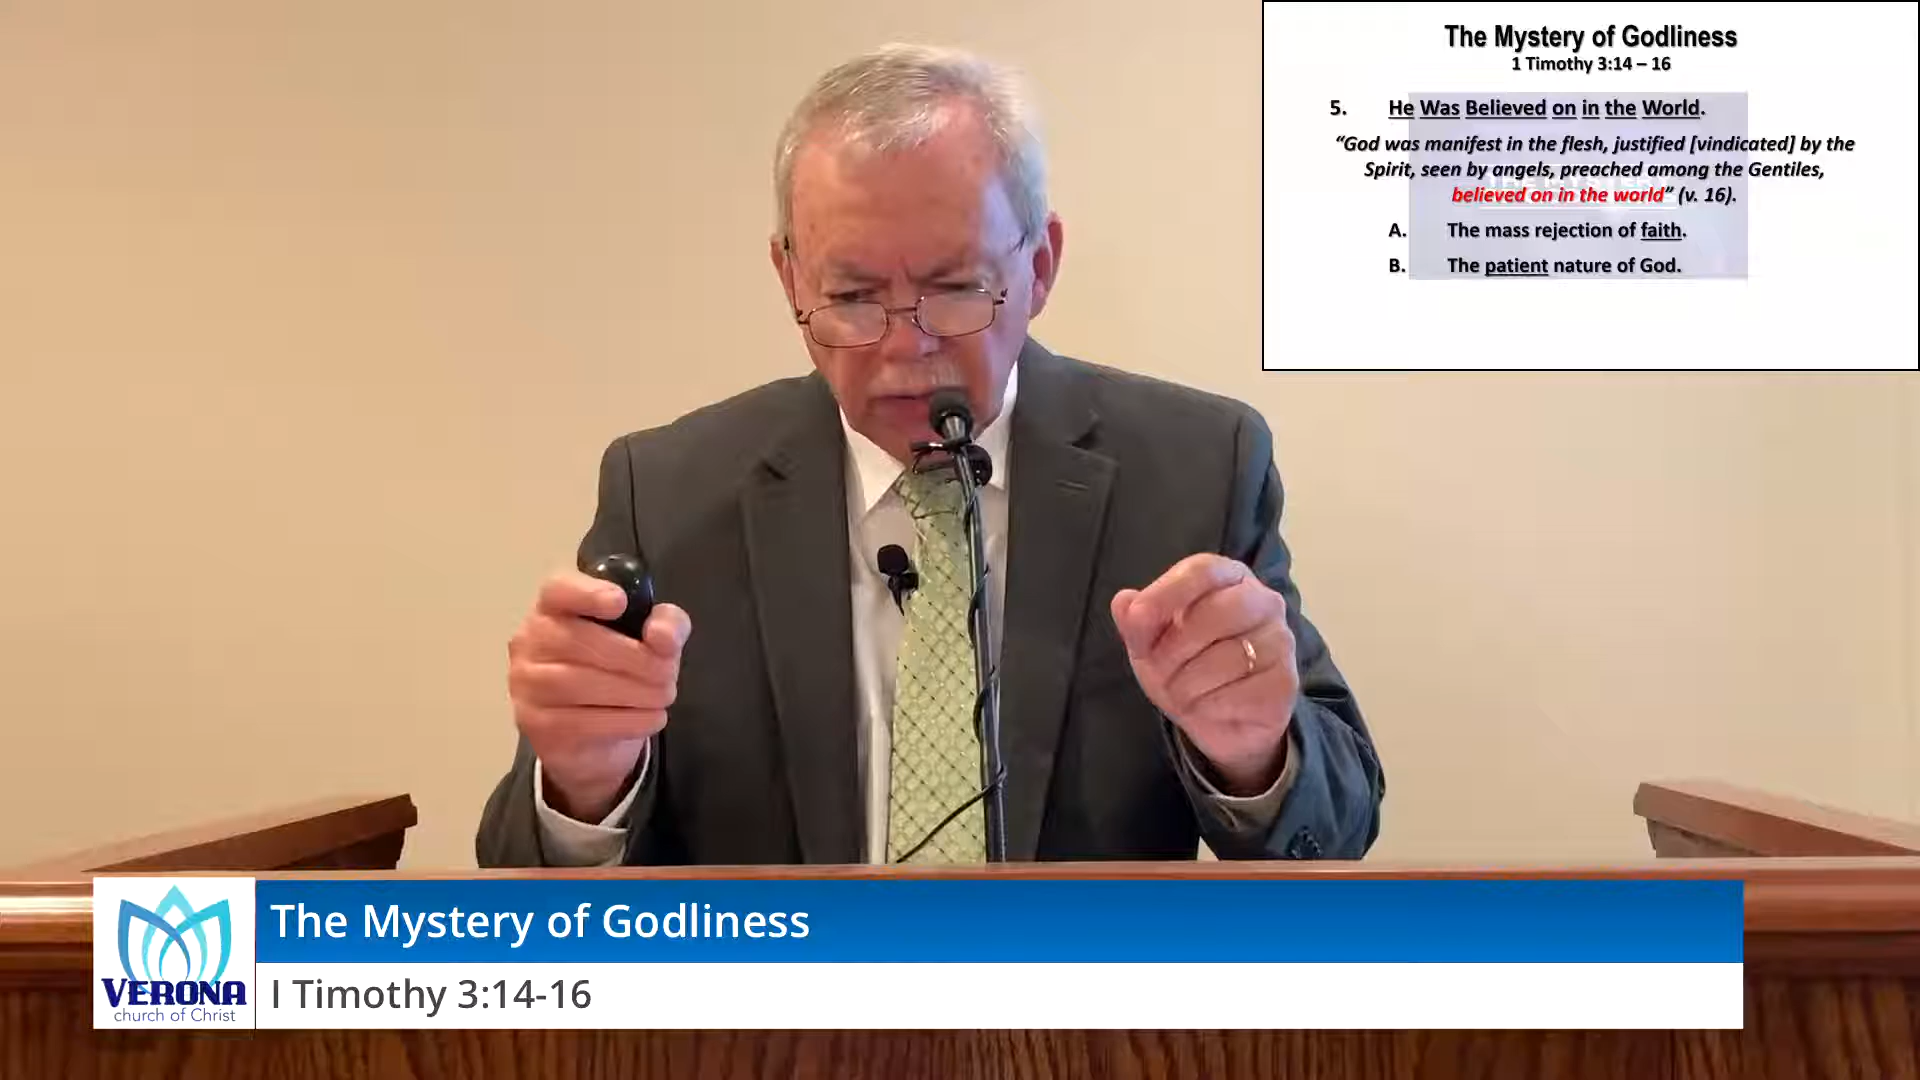 The Mystery of Godliness
1 Timothy 3:14 – 16
5. He Was Believed on in the World.
“God was manifest in the flesh, justified [vindicated] by the
Spirit, seen by angels, preached among the Gentiles,
believed on in the world” (v. 16).
A. The mass rejection of faith.
B. The patient nature of God.
The Mystery of Godliness
I Timothy 3:14-16
VERONA
church of Christ